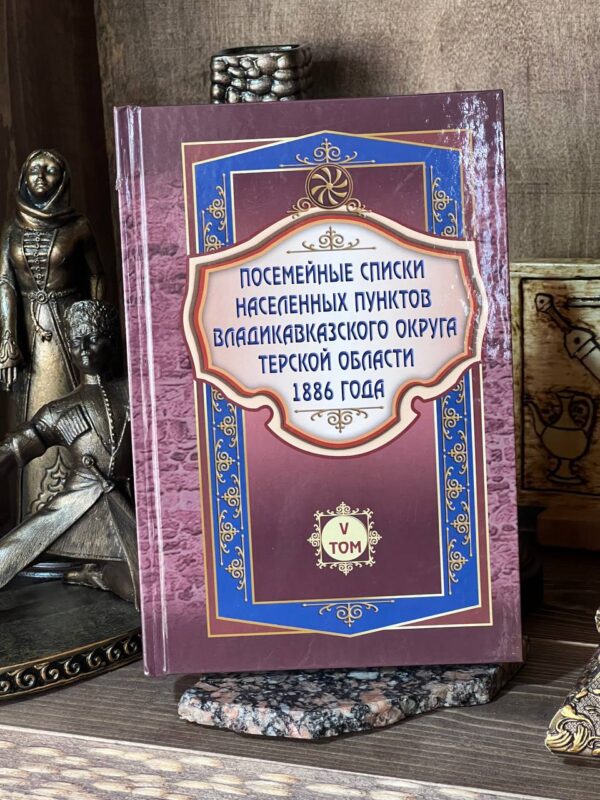 ПОСЕМЕЙНЫЕ СПИСКИ
НАСЕЛЕННЫХ ПУНКТОВ
ВЛАДИКАВКАЗСКОГО ОКРУГА
ТЕРСКОЙ ОБЛАСТИ
1886 ГОДА
V
ТОМ